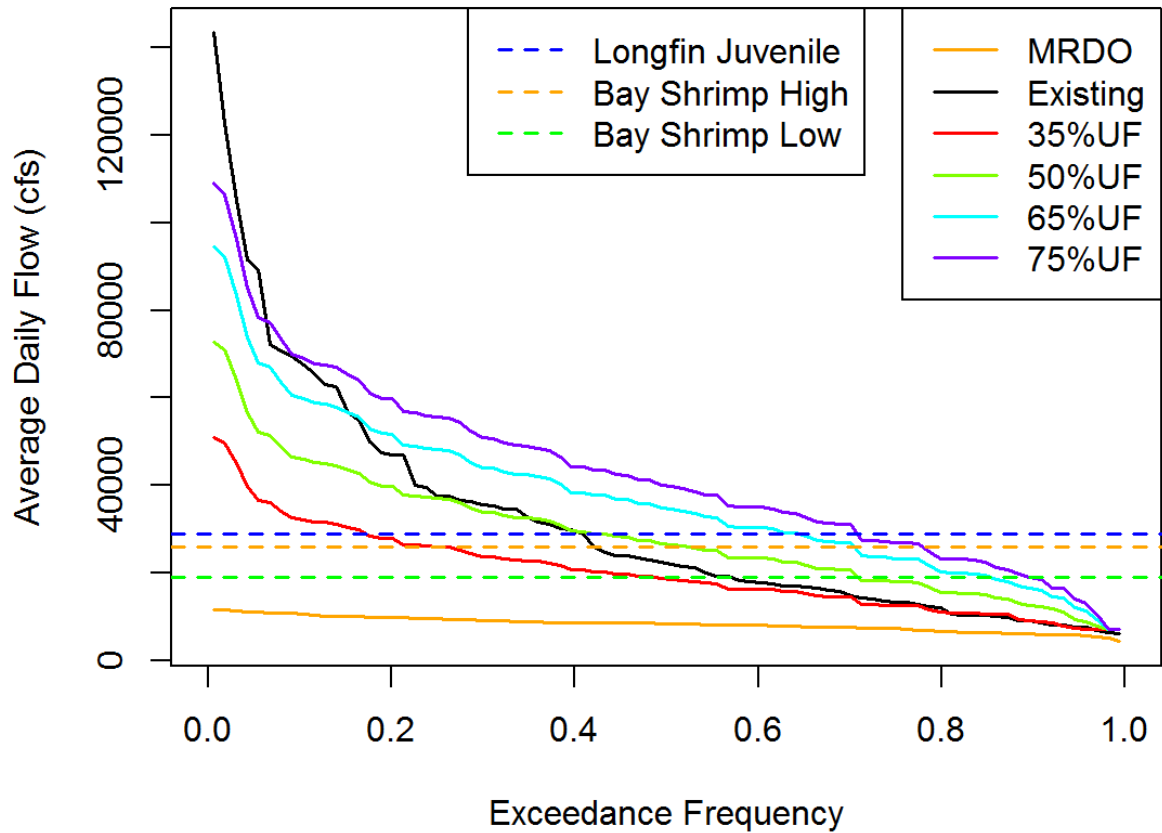 Longfin Juvenile
Bay Shrimp High
Bay Shrimp Low
MRDO
Existing
35%UF
50%UF
65%UF
75%UF
Average Daily Flow (cfs)
120000
80000
40000
0
0.0 0.2 0.4 0.6 0.8 1.0
Exceedance Frequency